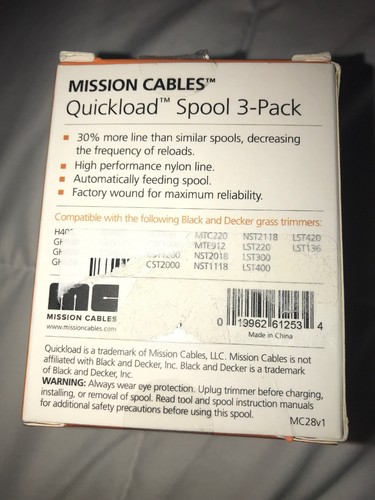 MISSION CABLES™
Quickload™ Spool 3-Pack
30% more line than similar spools, decreasing
the frequency of reloads.
High performance nylon line.
Automatically feeding spool.
Factory wound for maximum reliability.
Compatible with the following Black and Decker grass trimmers:
MTC220 NST2118 LST420
MTE912 LST220 LST136
NST2018 LST300
CST2000 NST1118 LST400
MISSION CABLES
www.missioncables.com
0 19962 61253 4
Made in China
Quickload is a trademark of Mission Cables, LLC. Mission Cables is not
affiliated with Black and Decker, Inc. Black and Decker is a trademark
of Black and Decker, Inc.
WARNING: Always wear eye protection. Uplug trimmer before charging,
installing, or removal of spool. Read tool and spool instruction manuals
for additional safety precautions before using this spool.
MC28v1